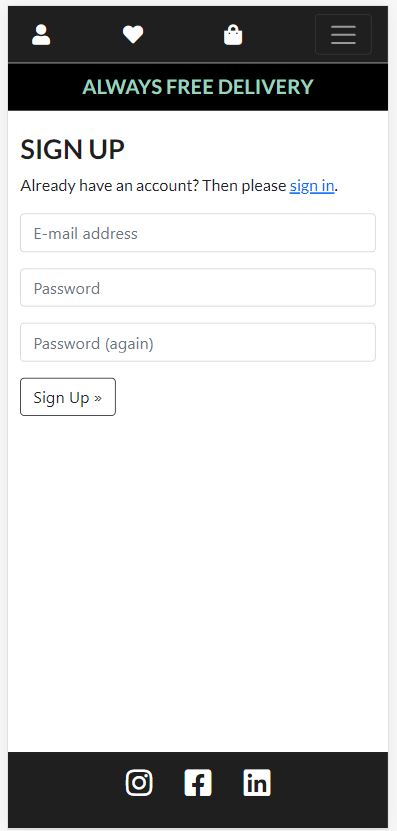 ALWAYS FREE DELIVERY
SIGN UP
Already have an account? Then please sign in.
E-mail address
Password
Password (again)
Sign Up »